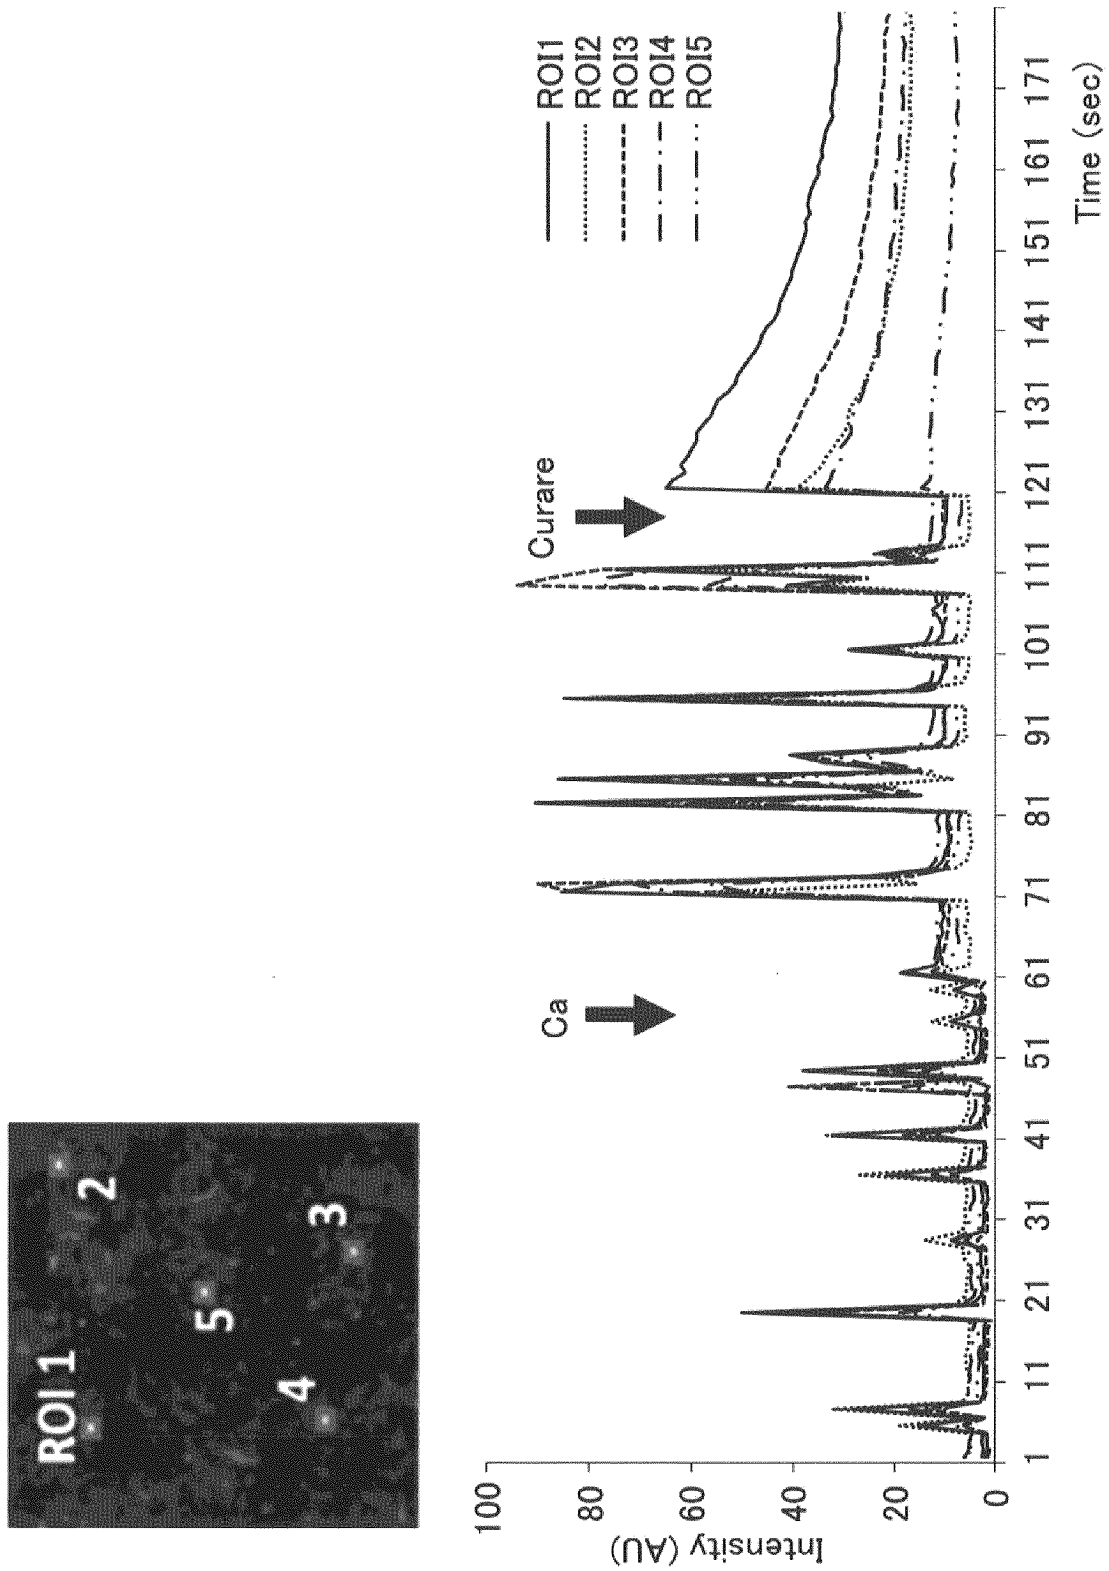 ROI 1
2
5
4
3
Intensity (AU)
100
80
60
40
20
0
Ca
Curare
ROI1
ROI2
ROI3
ROI4
ROI5
1 11 21 31 41 51 61 71 81 91 101 111 121 131 141 151 161 171
Time (sec)